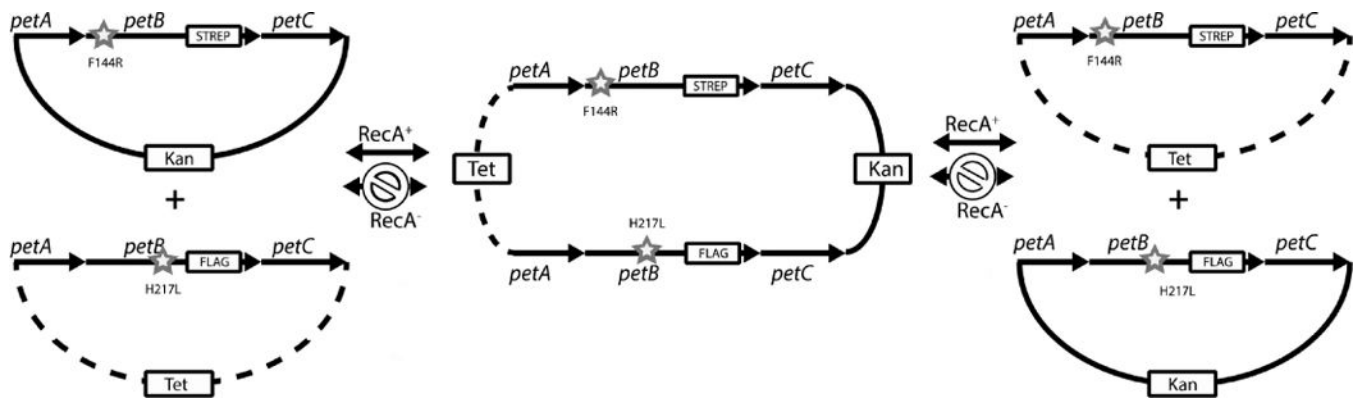 petA petB petC
STREP
F144R
Kan
+
petA petB petC
FLAG
H217L
Tet
RecA⁺
RecA⁻
petA petB petC
STREP
F144R
Tet
Kan
H217L
FLAG
petA petB petC
RecA⁺
RecA⁻
petA petB petC
STREP
F144R
Tet
+
petA petB petC
FLAG
H217L
Kan